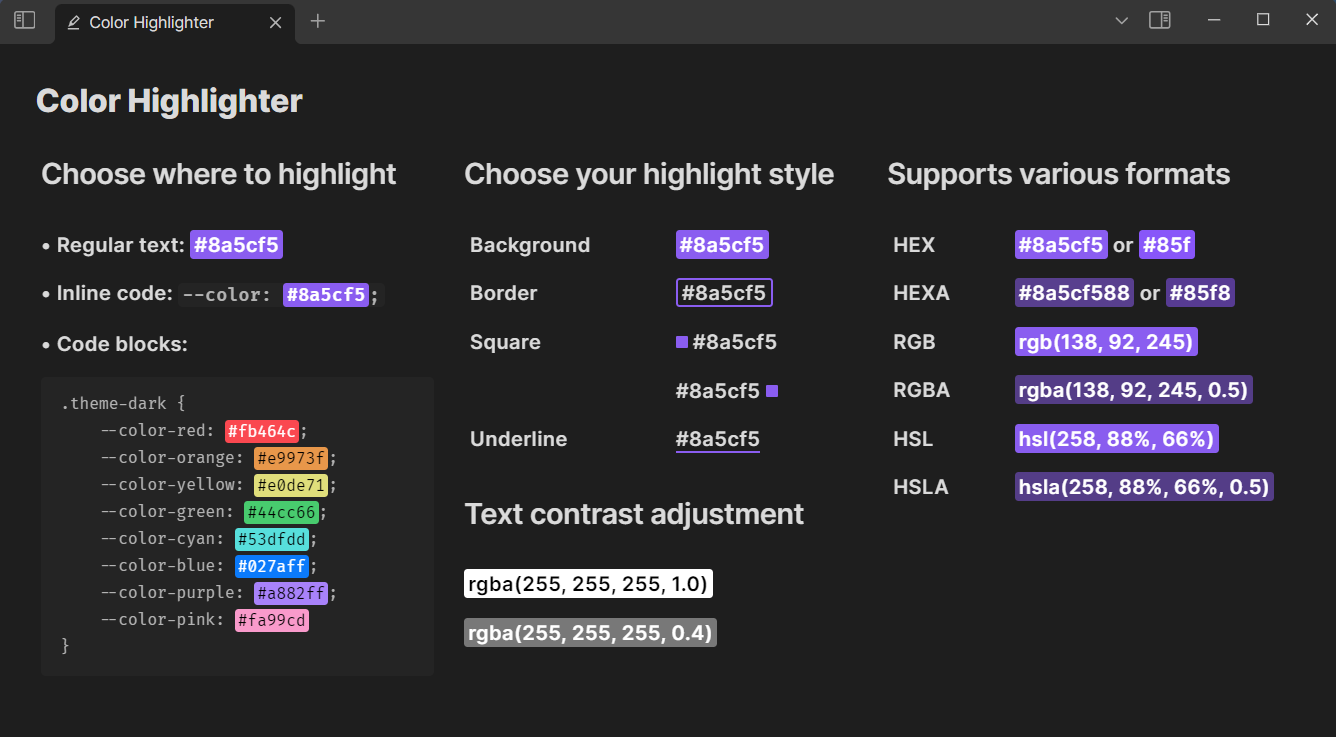 Color Highlighter
Color Highlighter
Choose where to highlight
• Regular text: #8a5cf5
• Inline code: --color: #8a5cf5;
• Code blocks:
.theme-dark {
    --color-red: #fb464c;
    --color-orange: #e9973f;
    --color-yellow: #e0de71;
    --color-green: #44cc66;
    --color-cyan: #53dfdd;
    --color-blue: #027aff;
    --color-purple: #a882ff;
    --color-pink: #fa99cd
}
Choose your highlight style
Background #8a5cf5
Border #8a5cf5
Square #8a5cf5
#8a5cf5
Underline #8a5cf5
Text contrast adjustment
rgba(255, 255, 255, 1.0)
rgba(255, 255, 255, 0.4)
Supports various formats
HEX #8a5cf5 or #85f
HEXA #8a5cf588 or #85f8
RGB rgb(138, 92, 245)
RGBA rgba(138, 92, 245, 0.5)
HSL hsl(258, 88%, 66%)
HSLA hsla(258, 88%, 66%, 0.5)